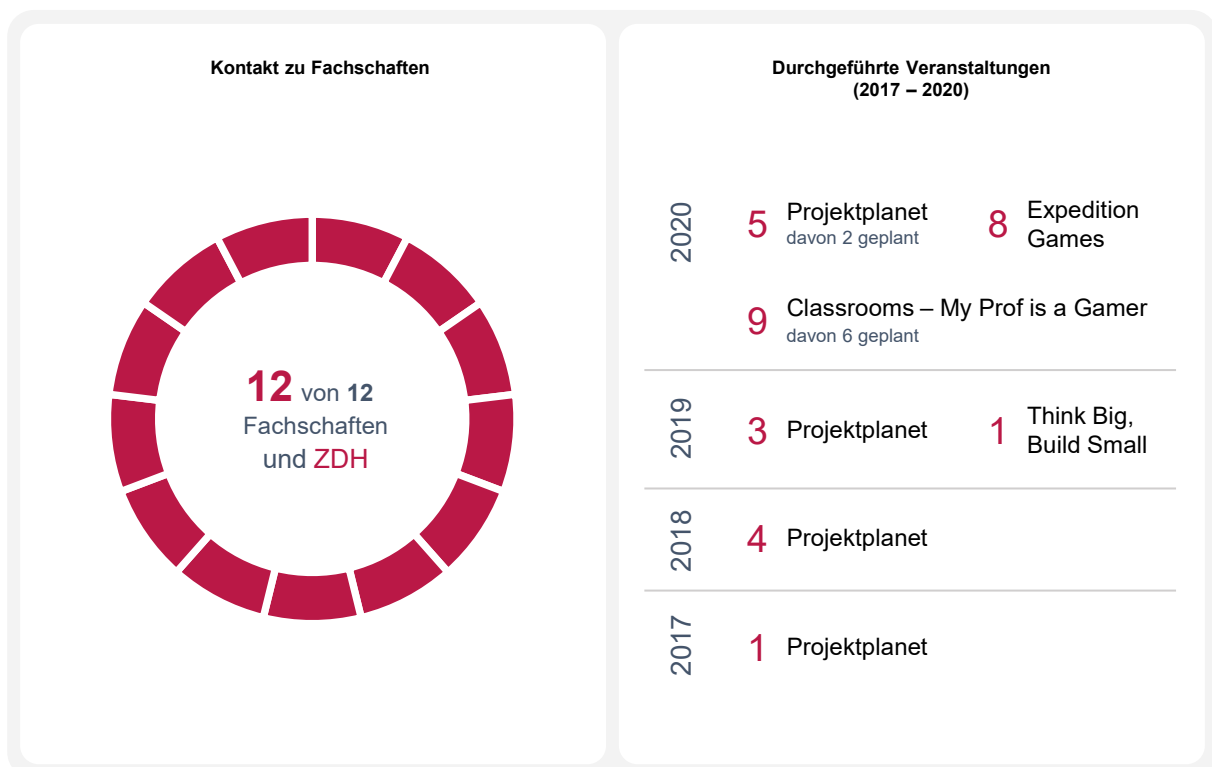 Kontakt zu Fachschaften
12 von 12
Fachschaften
und ZDH
Durchgeführte Veranstaltungen
(2017 – 2020)
2020
5 Projektplanet
davon 2 geplant
8 Expedition
Games
9 Classrooms – My Prof is a Gamer
davon 6 geplant
2019
3 Projektplanet
1 Think Big,
Build Small
2018
4 Projektplanet
2017
1 Projektplanet